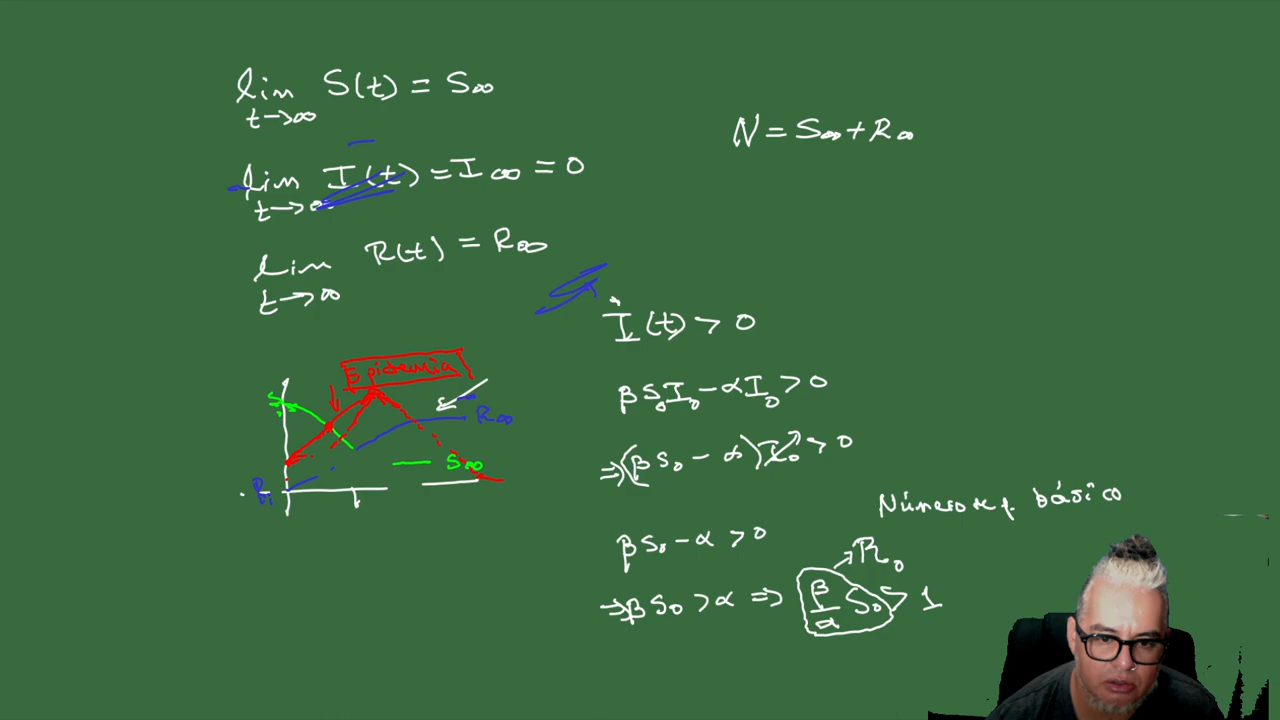 lim S(t) = S∞
t→∞
N = S∞ + R∞
lim I(t) = I∞ = 0
t→∞
lim R(t) = R∞
t→∞
İ(t) > 0
βS₀I₀ - αI₀ > 0
⇒ (βS₀ - α)I₀ > 0
βS₀ - α > 0
⇒ βS₀ > α ⇒ β/α S₀ > 1
→ R₀
Número rep. básico
Epidemia
S
R∞
S∞